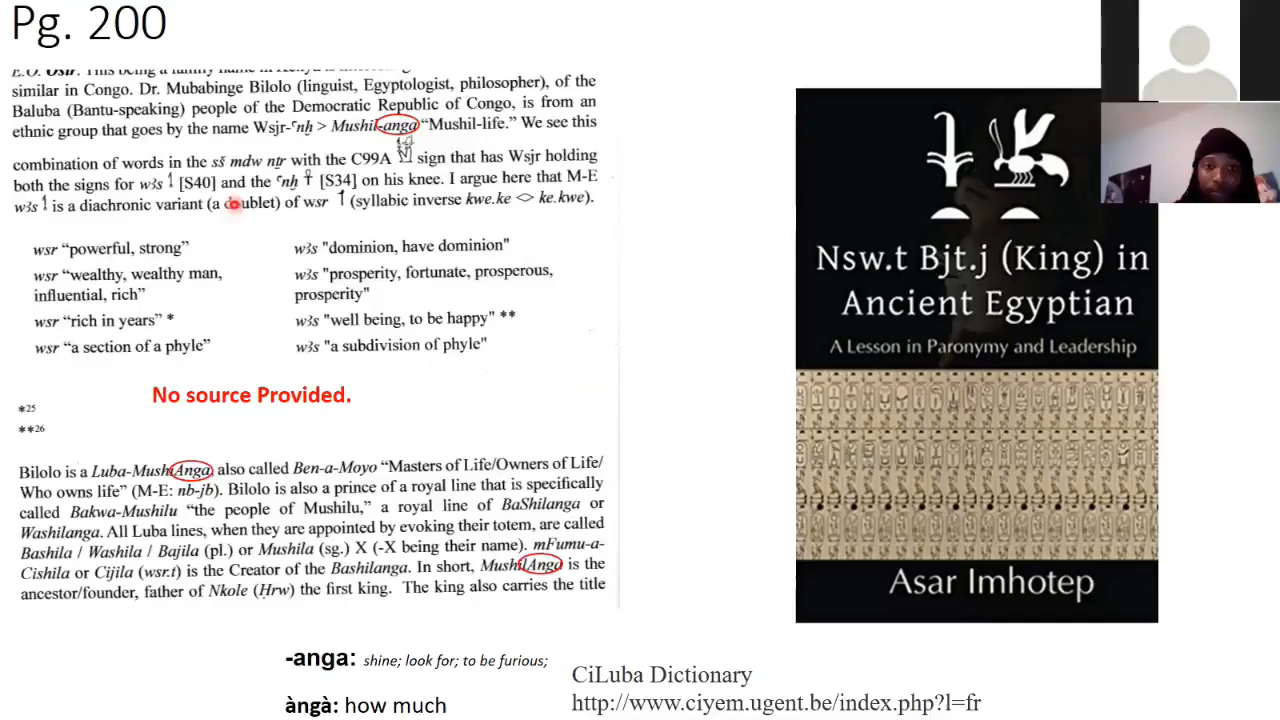 Pg. 200
E.O. Osir. This being a family name in Kenya is
similar in Congo. Dr. Mubabinge Bilolo (linguist, Egyptologist, philosopher), of the
Baluba (Bantu-speaking) people of the Democratic Republic of Congo, is from an
ethnic group that goes by the name Wsjr-ꜥnḫ > Mushil-anga “Mushil-life.” We see this
combination of words in the sš mdw nṯr with the C99A sign that has Wsjr holding
both the signs for wꜣs [S40] and the ꜥnḫ ☥ [S34] on his knee. I argue here that M-E
wꜣs is a diachronic variant (a doublet) of wsr (syllabic inverse kwe.ke <> ke.kwe).
wsr “powerful, strong”
wꜣs "dominion, have dominion"
wsr “wealthy, wealthy man,
influential, rich”
wꜣs "prosperity, fortunate, prosperous,
prosperity"
wsr “rich in years” *
wꜣs "well being, to be happy" **
wsr “a section of a phyle”
wꜣs "a subdivision of phyle"
No source Provided.
*25
**26
Bilolo is a Luba-MushiAnga, also called Ben-a-Moyo “Masters of Life/Owners of Life/
Who owns life” (M-E: nb-jb). Bilolo is also a prince of a royal line that is specifically
called Bakwa-Mushilu “the people of Mushilu,” a royal line of BaShilanga or
Washilanga. All Luba lines, when they are appointed by evoking their totem, are called
Bashila / Washila / Bajila (pl.) or Mushila (sg.) X (-X being their name). mFumu-a-
Cishila or Cijila (wsr.t) is the Creator of the Bashilanga. In short, MushilAnga is the
ancestor/founder, father of Nkole (Ḥrw) the first king. The king also carries the title
-anga: shine; look for; to be furious;
àngà: how much
CiLuba Dictionary
http://www.ciyem.ugent.be/index.php?l=fr
Nsw.t Bjt.j (King) in
Ancient Egyptian
A Lesson in Paronymy and Leadership
Asar Imhotep